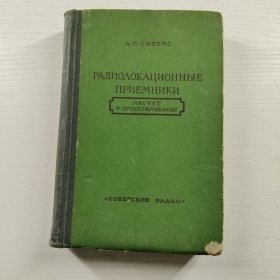 А.П. СИВЕРС
РАДИОЛОКАЦИОННЫЕ
ПРИЕМНИКИ
РАСЧЕТ
И ПРОЕКТИРОВАНИЕ
«СОВЕТСКОЕ РАДИО»